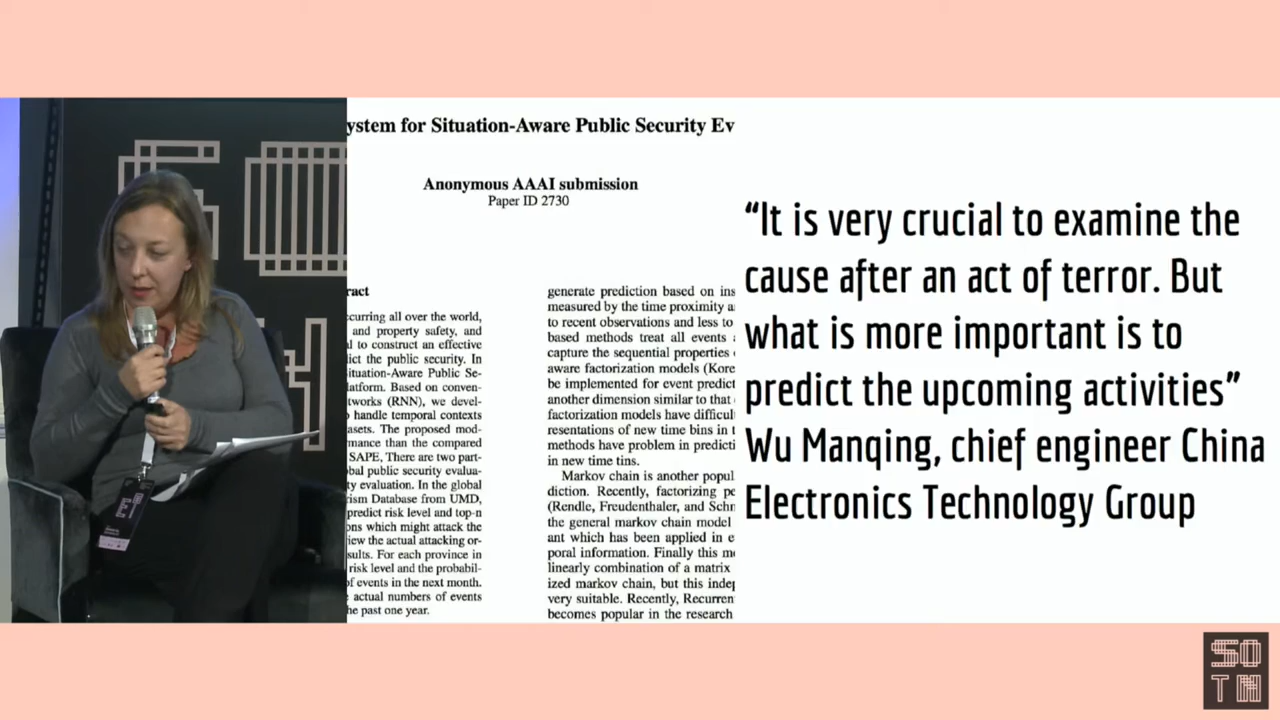 ystem for Situation-Aware Public Security Ev
Anonymous AAAI submission
Paper ID 2730
ract
curring all over the world,
and property safety, and
l to construct an effective
ict the public security. In
ituation-Aware Public Se-
latform. Based on conven-
tworks (RNN), we devel-
handle temporal contexts
asets. The proposed mod-
mance than the compared
SAPE, There are two part-
bal public security evalua-
ty evaluation. In the global
rism Database from UMD,
predict risk level and top-n
ons which might attack the
iew the actual attacking or-
sults. For each province in
risk level and the probabil-
of events in the next month.
actual numbers of events
he past one year.
generate prediction based on ins
measured by the time proximity a
to recent observations and less to
based methods treat all events
capture the sequential properties
aware factorization models (Kore
be implemented for event predict
another dimension similar to that
factorization models have difficul
resentations of new time bins in t
methods have problem in predicti
in new time tins.
Markov chain is another popul
diction. Recently, factorizing pe
(Rendle, Freudenthaler, and Schr
the general markov chain model
ant which has been applied in e
poral information. Finally this m
linearly combination of a matrix
ized markov chain, but this indep
very suitable. Recently, Recurren
becomes popular in the research
“It is very crucial to examine the
cause after an act of terror. But
what is more important is to
predict the upcoming activities”
Wu Manqing, chief engineer China
Electronics Technology Group
SO
TN